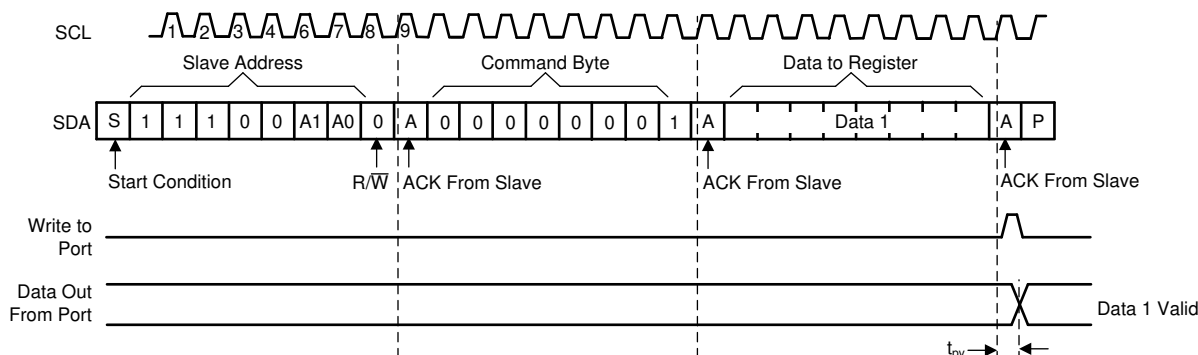 SCL 1 2 3 4 6 7 8 9
Slave Address Command Byte Data to Register
SDA S 1 1 1 0 0 A1 A0 0 A 0 0 0 0 0 0 0 1 A Data 1 A P
Start Condition R/W̅ ACK From Slave ACK From Slave ACK From Slave
Write to
Port
Data Out
From Port
Data 1 Valid
tpv